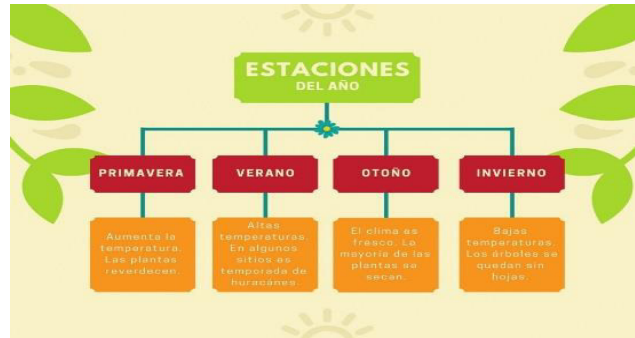 ESTACIONES
DEL AÑO
PRIMAVERA
VERANO
OTOÑO
INVIERNO
Aumenta la
temperatura.
Las plantas
reverdecen.
Altas
temperaturas.
En algunos
sitios es
temporada de
huracánes.
El clima es
fresco. La
mayoría de las
plantas se
secan.
Bajas
temperaturas.
Los árboles se
quedan sin
hojas.